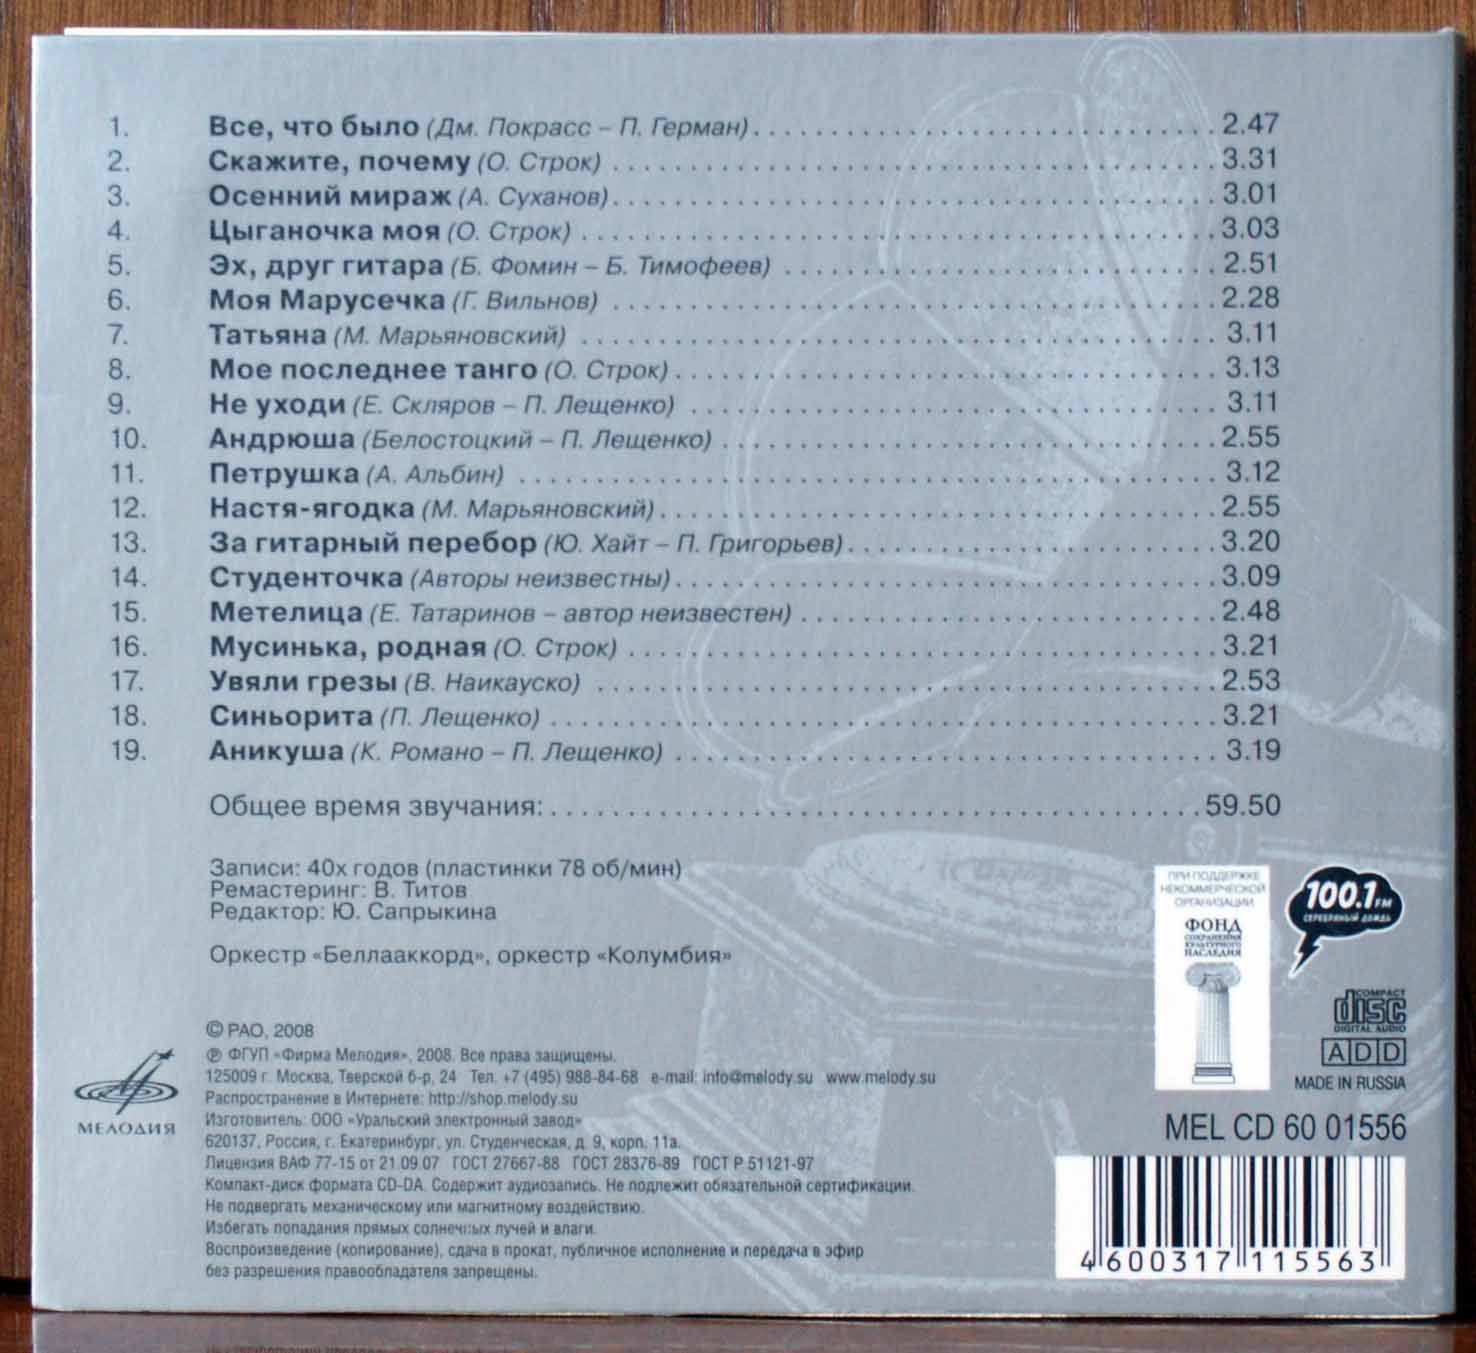 1. Все, что было (Дм. Покрасс – П. Герман) 2.47
2. Скажите, почему (О. Строк) 3.31
3. Осенний мираж (А. Суханов) 3.01
4. Цыганочка моя (О. Строк) 3.03
5. Эх, друг гитара (Б. Фомин – Б. Тимофеев) 2.51
6. Моя Марусечка (Г. Вильнов) 2.28
7. Татьяна (М. Марьяновский) 3.11
8. Мое последнее танго (О. Строк) 3.13
9. Не уходи (Е. Скляров – П. Лещенко) 3.11
10. Андрюша (Белостоцкий – П. Лещенко) 2.55
11. Петрушка (А. Альбин) 3.12
12. Настя-ягодка (М. Марьяновский) 2.55
13. За гитарный перебор (Ю. Хайт – П. Григорьев) 3.20
14. Студенточка (Авторы неизвестны) 3.09
15. Метелица (Е. Татаринов – автор неизвестен) 2.48
16. Мусинька, родная (О. Строк) 3.21
17. Увяли грезы (В. Наикауско) 2.53
18. Синьорита (П. Лещенко) 3.21
19. Аникуша (К. Романо – П. Лещенко) 3.19
Общее время звучания: 59.50
Записи: 40х годов (пластинки 78 об/мин)
Ремастеринг: В. Титов
Редактор: Ю. Сапрыкина
Оркестр «Беллааккорд», оркестр «Колумбия»
© РАО, 2008
℗ ФГУП «Фирма Мелодия», 2008. Все права защищены.
125009 г. Москва, Тверской б-р, 24 Тел. +7 (495) 988-84-68 e-mail: info@melody.su www.melody.su
Распространение в Интернете: http://shop.melody.su
Изготовитель: ООО «Уральский электронный завод»
620137, Россия, г. Екатеринбург, ул. Студенческая, д. 9, корп. 11а.
Лицензия ВАФ 77-15 от 21.09.07 ГОСТ 27667-88 ГОСТ 28376-89 ГОСТ Р 51121-97
Компакт-диск формата CD-DA. Содержит аудиозапись. Не подлежит обязательной сертификации.
Не подвергать механическому или магнитному воздействию.
Избегать попадания прямых солнечных лучей и влаги.
Воспроизведение (копирование), сдача в прокат, публичное исполнение и передача в эфир
без разрешения правообладателя запрещены.
МЕЛОДИЯ
ПРИ ПОДДЕРЖКЕ
НЕКОММЕРЧЕСКОЙ
ОРГАНИЗАЦИИ
ФОНД
СОХРАНЕНИЯ
КУЛЬТУРНОГО
НАСЛЕДИЯ
100.1 FM
СЕРЕБРЯНЫЙ ДОЖДЬ
COMPACT
disc
DIGITAL AUDIO
ADD
MADE IN RUSSIA
MEL CD 60 01556
4 600317 115563